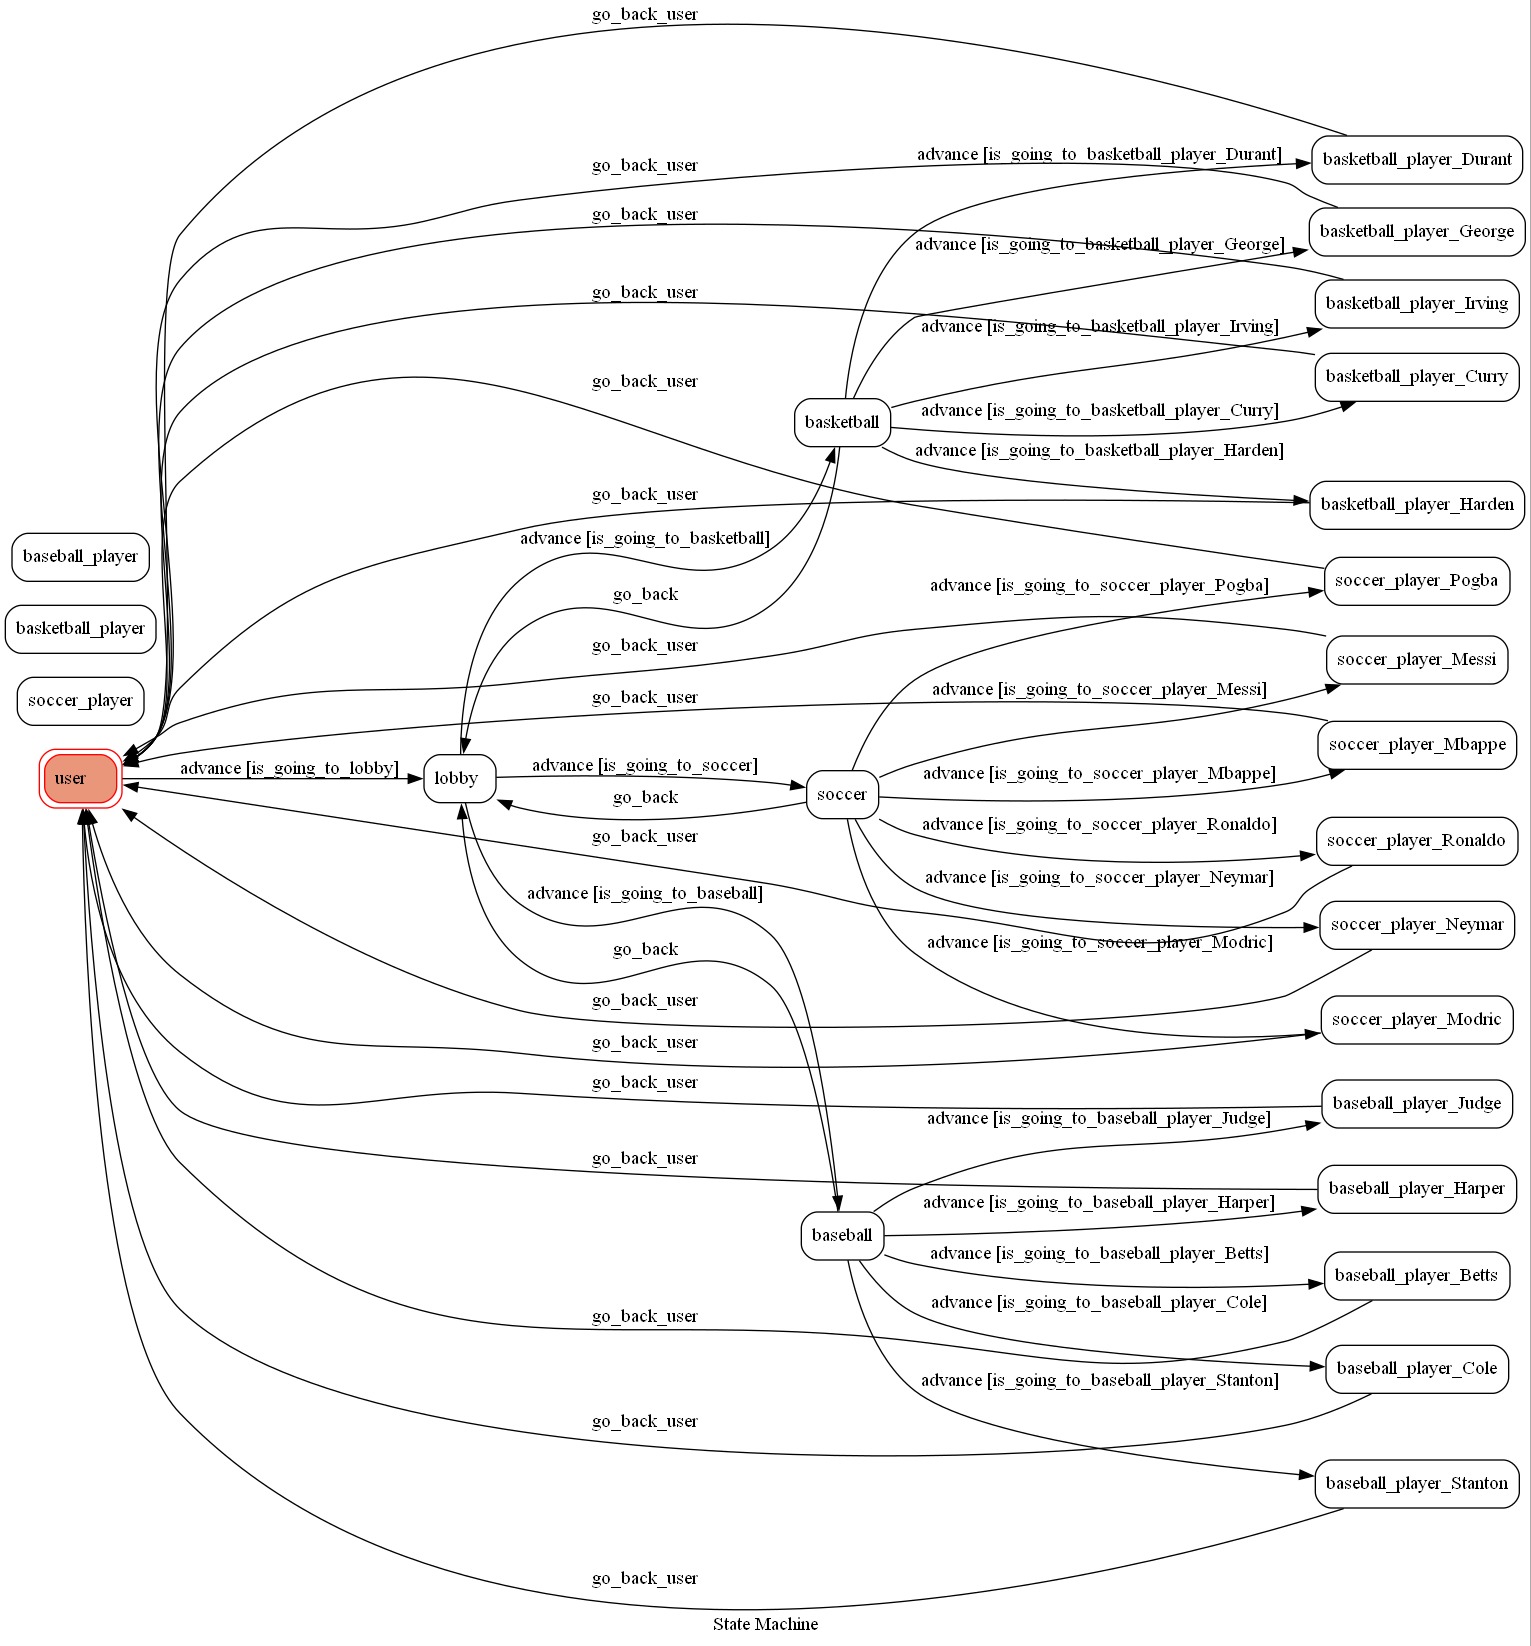 go_back_user
basketball_player_Durant
advance [is_going_to_basketball_player_Durant]
go_back_user
go_back_user
basketball_player_George
advance [is_going_to_basketball_player_George]
go_back_user
basketball_player_Irving
advance [is_going_to_basketball_player_Irving]
basketball_player_Curry
go_back_user
advance [is_going_to_basketball_player_Curry]
basketball
advance [is_going_to_basketball_player_Harden]
go_back_user
basketball_player_Harden
advance [is_going_to_basketball]
baseball_player
soccer_player_Pogba
advance [is_going_to_soccer_player_Pogba]
go_back
basketball_player
go_back_user
soccer_player_Messi
advance [is_going_to_soccer_player_Messi]
go_back_user
soccer_player
soccer_player_Mbappe
advance [is_going_to_soccer]
advance [is_going_to_lobby]
advance [is_going_to_soccer_player_Mbappe]
user
lobby
soccer
go_back
advance [is_going_to_soccer_player_Ronaldo]
go_back_user
soccer_player_Ronaldo
advance [is_going_to_soccer_player_Neymar]
advance [is_going_to_baseball]
soccer_player_Neymar
advance [is_going_to_soccer_player_Modric]
go_back
go_back_user
soccer_player_Modric
go_back_user
go_back_user
baseball_player_Judge
advance [is_going_to_baseball_player_Judge]
go_back_user
baseball_player_Harper
advance [is_going_to_baseball_player_Harper]
baseball
advance [is_going_to_baseball_player_Betts]
baseball_player_Betts
advance [is_going_to_baseball_player_Cole]
go_back_user
baseball_player_Cole
advance [is_going_to_baseball_player_Stanton]
go_back_user
baseball_player_Stanton
go_back_user
State Machine